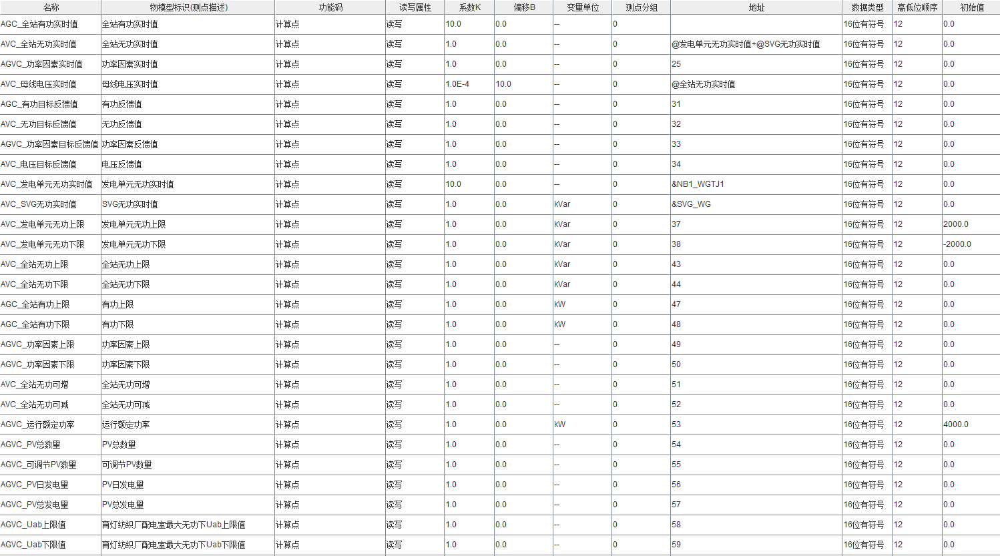 名称 物模型标识(测点描述) 功能码 读写属性 系数K 偏移B 变量单位 测点分组 地址 数据类型 高低位顺序 初始值
AGC_全站有功实时值 全站有功实时值 计算点 读写 10.0 0.0 -- 0 16位有符号 12 0.0
AVC_全站无功实时值 全站无功实时值 计算点 读写 1.0 0.0 -- 0 @发电单元无功实时值+@SVG无功实时值 16位有符号 12 0.0
AGVC_功率因素实时值 功率因素实时值 计算点 读写 1.0 0.0 -- 0 25 16位有符号 12 0.0
AVC_母线电压实时值 母线电压实时值 计算点 读写 1.0E-4 10.0 -- 0 @全站无功实时值 16位有符号 12 0.0
AGC_有功目标反馈值 有功反馈值 计算点 读写 1.0 0.0 -- 0 31 16位有符号 12 0.0
AVC_无功目标反馈值 无功反馈值 计算点 读写 1.0 0.0 -- 0 32 16位有符号 12 0.0
AGVC_功率因素目标反馈值 功率因素反馈值 计算点 读写 1.0 0.0 -- 0 33 16位有符号 12 0.0
AVC_电压目标反馈值 电压反馈值 计算点 读写 1.0 0.0 -- 0 34 16位有符号 12 0.0
AVC_发电单元无功实时值 发电单元无功实时值 计算点 读写 10.0 0.0 -- 0 &NB1_WGTJ1 16位有符号 12 0.0
AVC_SVG无功实时值 SVG无功实时值 计算点 读写 1.0 0.0 kVar 0 &SVG_WG 16位有符号 12 0.0
AVC_发电单元无功上限 发电单元无功上限 计算点 读写 1.0 0.0 kVar 0 37 16位有符号 12 2000.0
AVC_发电单元无功下限 发电单元无功下限 计算点 读写 1.0 0.0 kVar 0 38 16位有符号 12 -2000.0
AVC_全站无功上限 全站无功上限 计算点 读写 1.0 0.0 kVar 0 43 16位有符号 12 0.0
AVC_全站无功下限 全站无功下限 计算点 读写 1.0 0.0 kVar 0 44 16位有符号 12 0.0
AGC_全站有功上限 有功上限 计算点 读写 1.0 0.0 kW 0 47 16位有符号 12 0.0
AGC_全站有功下限 有功下限 计算点 读写 1.0 0.0 kW 0 48 16位有符号 12 0.0
AGVC_功率因素上限 功率因素上限 计算点 读写 1.0 0.0 -- 0 49 16位有符号 12 0.0
AGVC_功率因素下限 功率因素下限 计算点 读写 1.0 0.0 -- 0 50 16位有符号 12 0.0
AVC_全站无功可增 全站无功可增 计算点 读写 1.0 0.0 -- 0 51 16位有符号 12 0.0
AVC_全站无功可减 全站无功可减 计算点 读写 1.0 0.0 -- 0 52 16位有符号 12 0.0
AGVC_运行额定功率 运行额定功率 计算点 读写 1.0 0.0 kW 0 53 16位有符号 12 4000.0
AGVC_PV总数量 PV总数量 计算点 读写 1.0 0.0 -- 0 54 16位有符号 12 0.0
AGVC_可调节PV数量 可调节PV数量 计算点 读写 1.0 0.0 -- 0 55 16位有符号 12 0.0
AGVC_PV日发电量 PV日发电量 计算点 读写 1.0 0.0 -- 0 56 16位有符号 12 0.0
AGVC_PV总发电量 PV总发电量 计算点 读写 1.0 0.0 -- 0 57 16位有符号 12 0.0
AGVC_Uab上限值 育灯纺织厂配电室最大无功下Uab上限值 计算点 读写 1.0 0.0 -- 0 58 16位有符号 12 0.0
AGVC_Uab下限值 育灯纺织厂配电室最大无功下Uab下限值 计算点 读写 1.0 0.0 -- 0 59 16位有符号 12 0.0